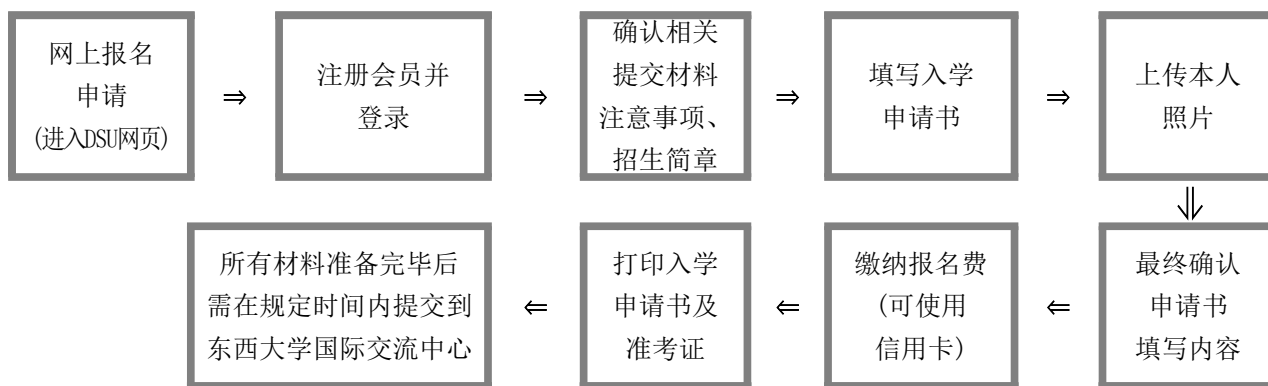 网上报名
申请
(进入DSU网页)
⇒
注册会员并
登录
⇒
确认相关
提交材料
注意事项、
招生简章
⇒
填写入学
申请书
⇒
上传本人
照片
⇓
最终确认
申请书
填写内容
⇐
缴纳报名费
(可使用
信用卡)
⇐
打印入学
申请书及
准考证
⇐
所有材料准备完毕后
需在规定时间内提交到
东西大学国际交流中心